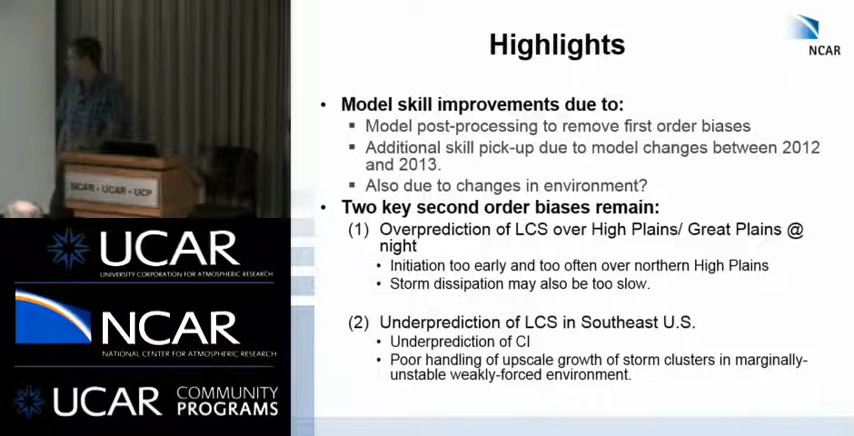 Highlights
NCAR
• Model skill improvements due to:
▪ Model post-processing to remove first order biases
▪ Additional skill pick-up due to model changes between 2012
and 2013.
▪ Also due to changes in environment?
• Two key second order biases remain:
(1) Overprediction of LCS over High Plains/ Great Plains @
night
• Initiation too early and too often over northern High Plains
• Storm dissipation may also be too slow.
(2) Underprediction of LCS in Southeast U.S.
• Underprediction of CI
• Poor handling of upscale growth of storm clusters in marginally-
unstable weakly-forced environment.
NCAR • UCAR • UCP
UCAR
UNIVERSITY CORPORATION FOR ATMOSPHERIC RESEARCH
NCAR
NATIONAL CENTER FOR ATMOSPHERIC RESEARCH
UCAR COMMUNITY
PROGRAMS